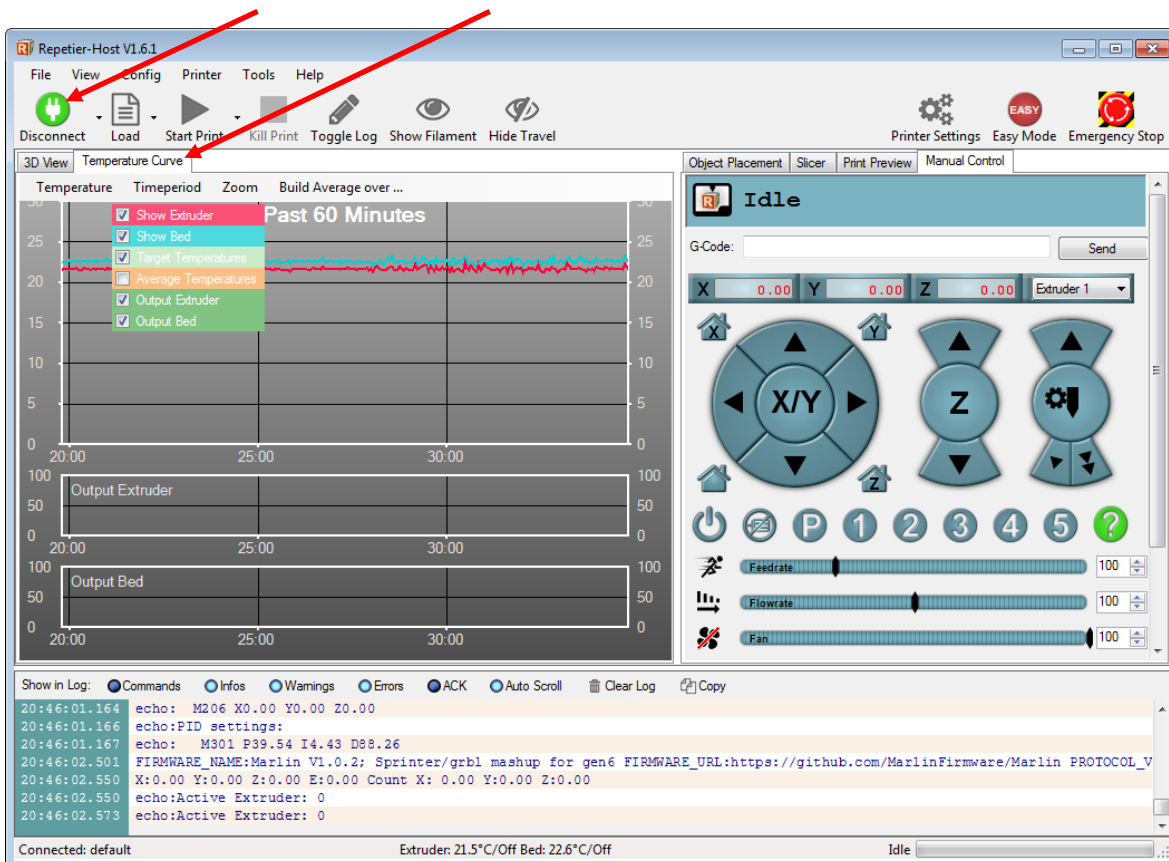 Repetier-Host V1.6.1
File View Config Printer Tools Help
Disconnect Load Start Print Kill Print Toggle Log Show Filament Hide Travel Printer Settings EASY Easy Mode Emergency Stop
3D View Temperature Curve
Temperature Timeperiod Zoom Build Average over ...
Past 60 Minutes
Show Extruder
Show Bed
Target Temperatures
Average Temperatures
Output Extruder
Output Bed
30 30
25 25
20 20
15 15
10 10
5 5
0 0
20:00 25:00 30:00
100 100
Output Extruder
50 50
0 0
20:00 25:00 30:00
100 100
Output Bed
50 50
0 0
20:00 25:00 30:00
Object Placement Slicer Print Preview Manual Control
R Idle
G-Code: Send
X 0.00 Y 0.00 Z 0.00 Extruder 1
X Y
X/Y Z
Z
P 1 2 3 4 5 ?
Feedrate 100
Flowrate 100
Fan 100
Show in Log: Commands Infos Warnings Errors ACK Auto Scroll Clear Log Copy
20:46:01.164 echo: M206 X0.00 Y0.00 Z0.00
20:46:01.166 echo:PID settings:
20:46:01.167 echo: M301 P39.54 I4.43 D88.26
20:46:02.501 FIRMWARE_NAME:Marlin V1.0.2; Sprinter/grbl mashup for gen6 FIRMWARE_URL:https://github.com/MarlinFirmware/Marlin PROTOCOL_V
20:46:02.550 X:0.00 Y:0.00 Z:0.00 E:0.00 Count X: 0.00 Y:0.00 Z:0.00
20:46:02.550 echo:Active Extruder: 0
20:46:02.573 echo:Active Extruder: 0
Connected: default Extruder: 21.5°C/Off Bed: 22.6°C/Off Idle